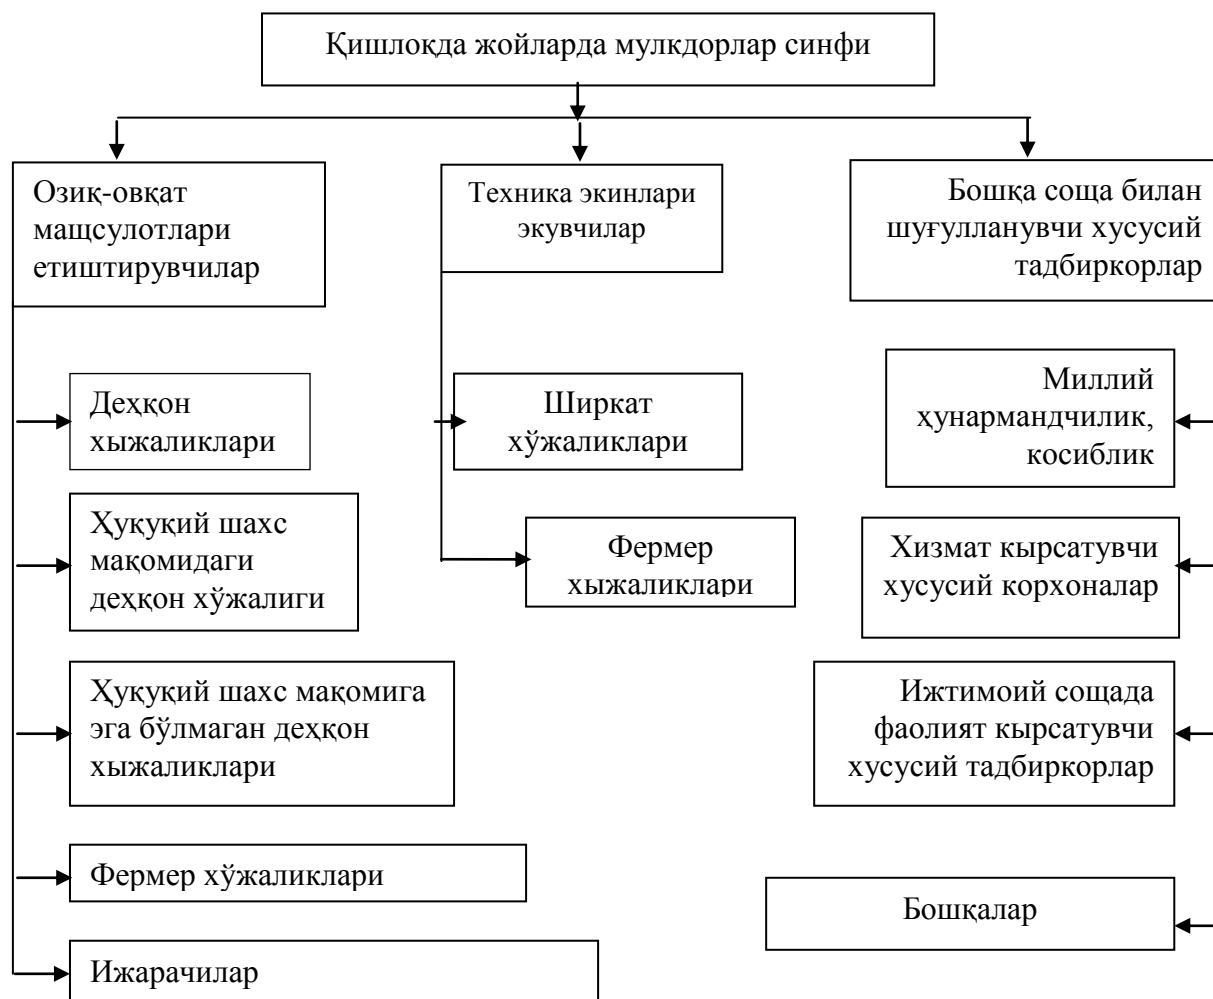 Қишлоқда жойларда мулкдорлар синфи
Озиқ-овқат
мащсулотлари
етиштирувчилар
Техника экинлари
экувчилар
Бошқа соща билан
шуғулланувчи хусусий
тадбиркорлар
Деҳқон
хыжаликлари
Ҳуқуқий шахс
мақомидаги
деҳқон хўжалиги
Ҳуқуқий шахс мақомига
эга бўлмаган деҳқон
хыжаликлари
Фермер хўжаликлари
Ижарачилар
Ширкат
хўжаликлари
Фермер
хыжаликлари
Миллий
ҳунармандчилик,
косиблик
Хизмат кырсатувчи
хусусий корхоналар
Ижтимоий сощада
фаолият кырсатувчи
хусусий тадбиркорлар
Бошқалар